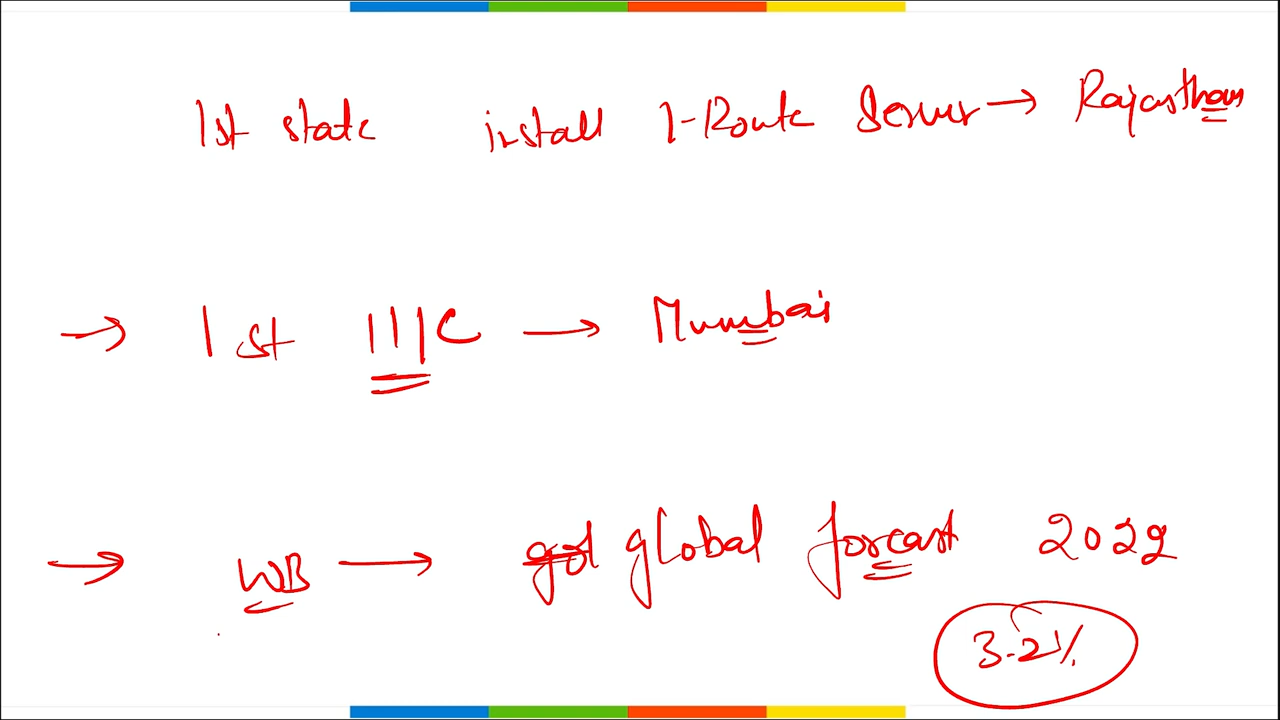 1st state install I-Route Server → Rajasthan
→ 1st IIIC → Mumbai
→ WB → global forcast 2022
3.2%